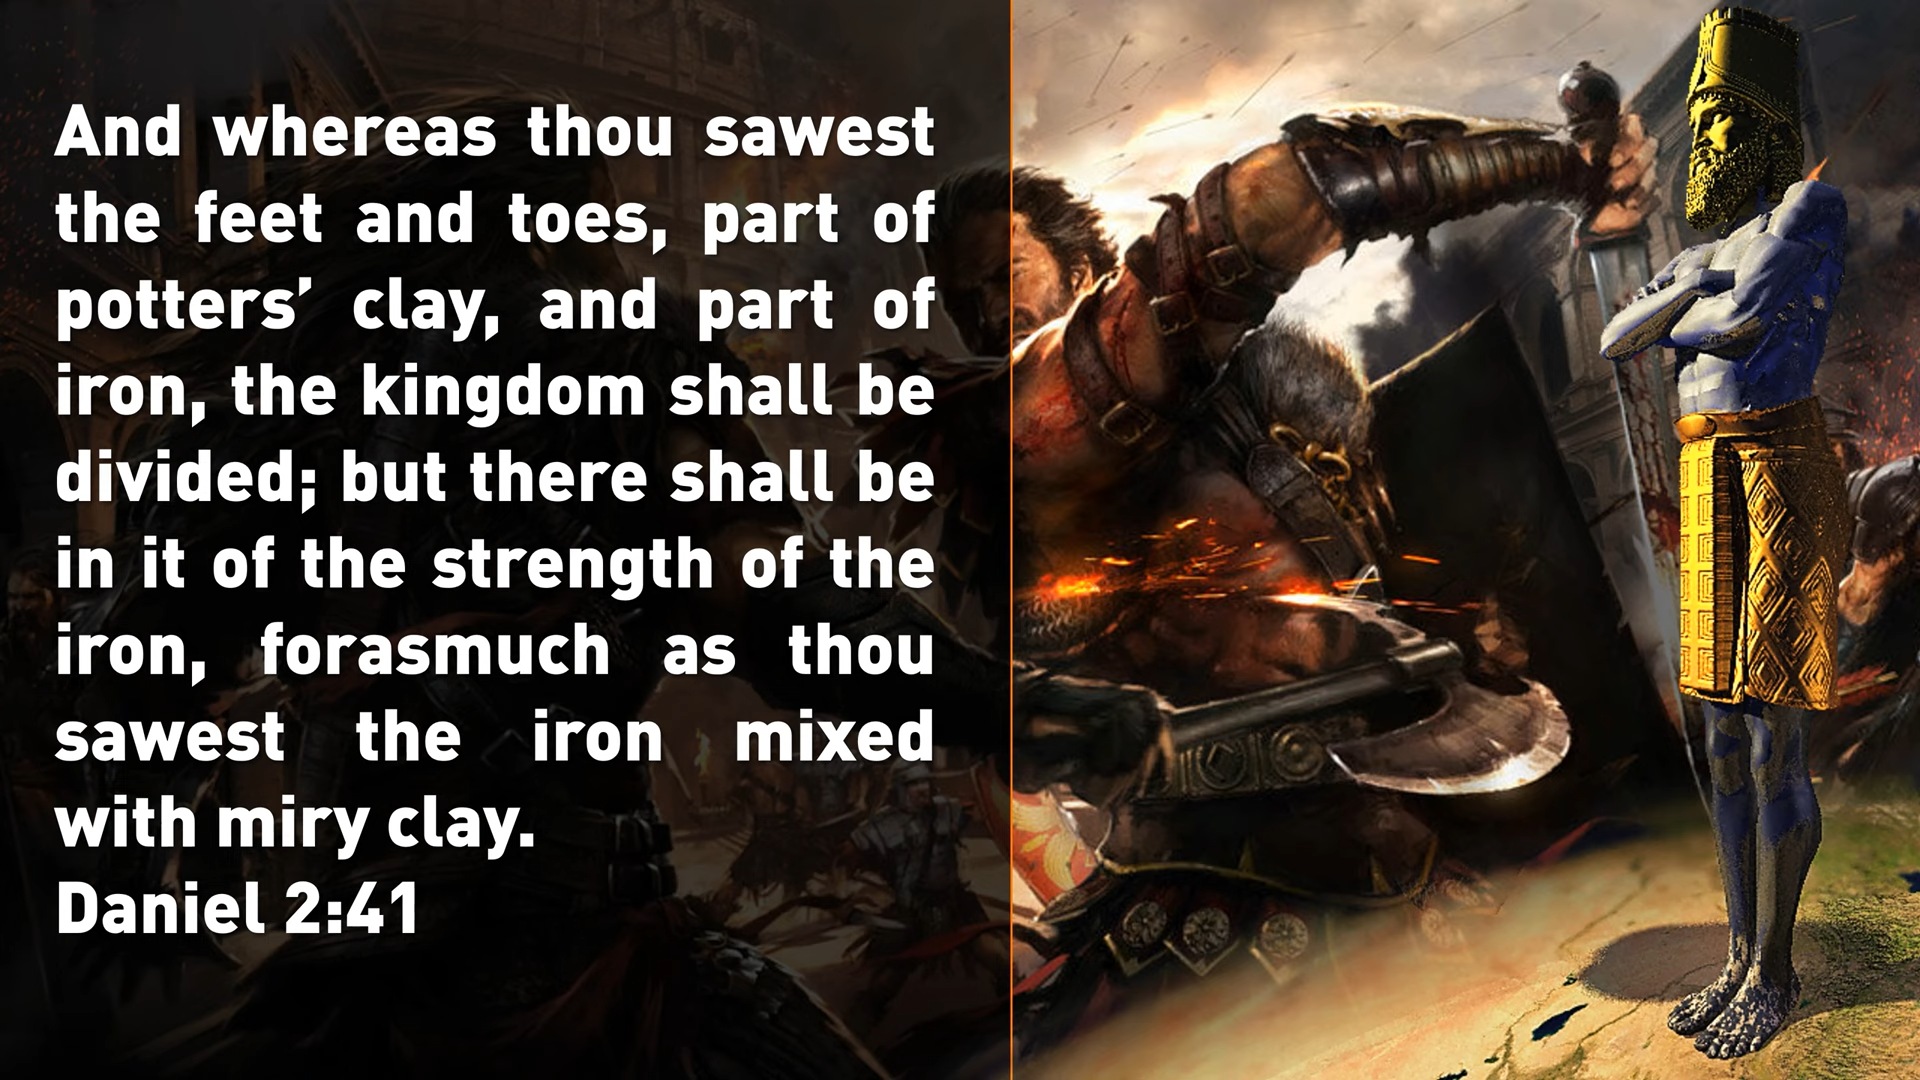 And whereas thou sawest
the feet and toes, part of
potters’ clay, and part of
iron, the kingdom shall be
divided; but there shall be
in it of the strength of the
iron, forasmuch as thou
sawest the iron mixed
with miry clay.
Daniel 2:41